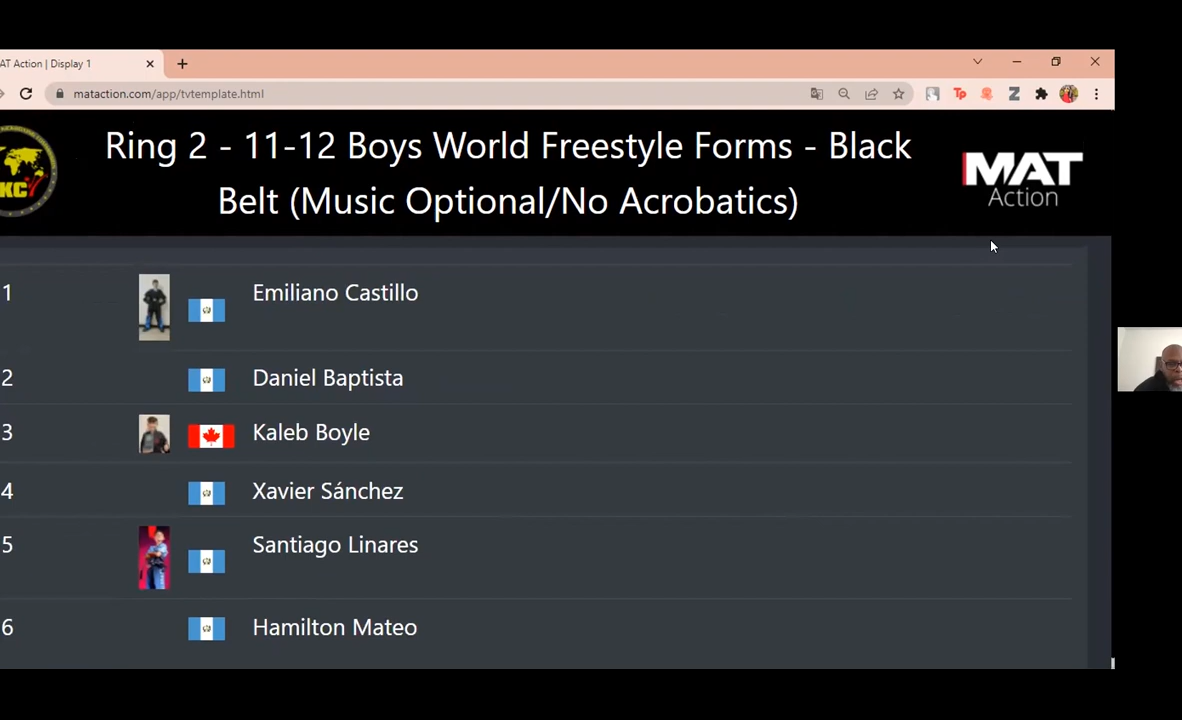 AT Action | Display 1
mataction.com/app/tvtemplate.html
Ring 2 - 11-12 Boys World Freestyle Forms - Black
Belt (Music Optional/No Acrobatics)
KC
MAT
Action
1 Emiliano Castillo
2 Daniel Baptista
3 Kaleb Boyle
4 Xavier Sánchez
5 Santiago Linares
6 Hamilton Mateo